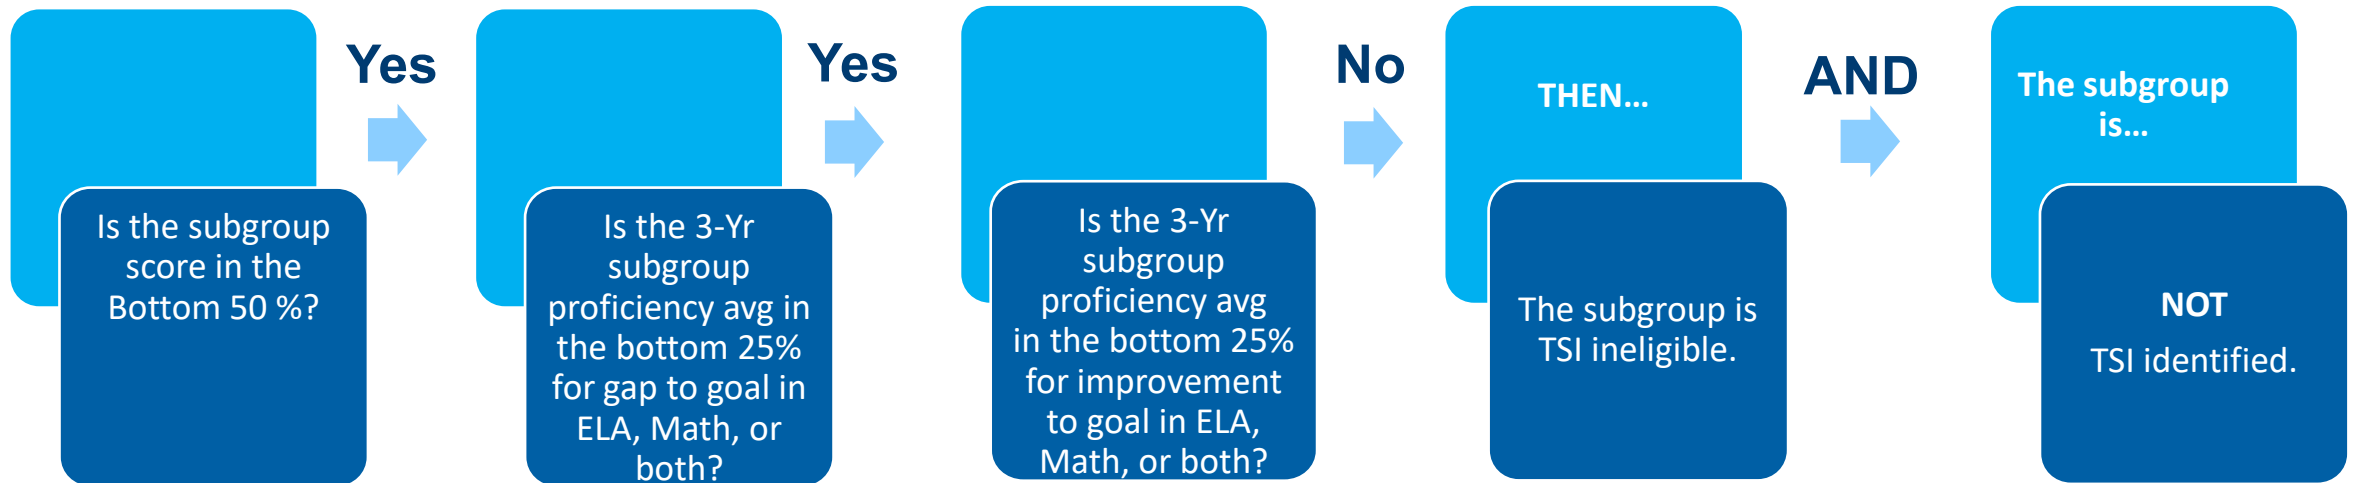 Is the subgroup
score in the
Bottom 50 %?
Yes
Is the 3-Yr
subgroup
proficiency avg in
the bottom 25%
for gap to goal in
ELA, Math, or
both?
Yes
Is the 3-Yr
subgroup
proficiency avg
in the bottom 25%
for improvement
to goal in ELA,
Math, or both?
No
THEN…
The subgroup is
TSI ineligible.
AND
The subgroup
is…
NOT
TSI identified.